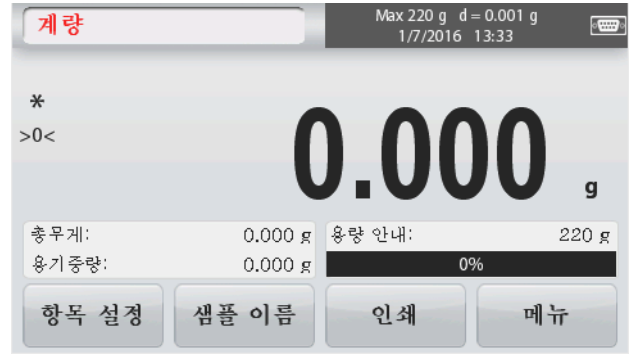 계량
Max 220 g d = 0.001 g
1/7/2016 13:33
*
>0<
0.000 g
총무게: 0.000 g
용기중량: 0.000 g
용량 안내: 220 g
0%
항목 설정
샘플 이름
인쇄
메뉴